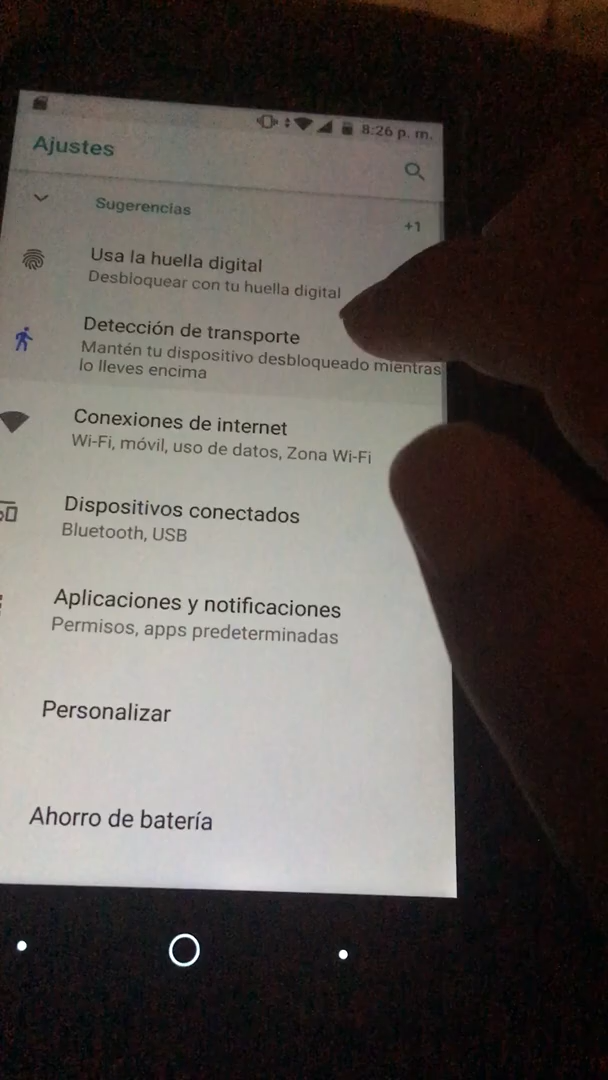 8:26 p. m.
Ajustes
Sugerencias
+1
Usa la huella digital
Desbloquear con tu huella digital
Detección de transporte
Mantén tu dispositivo desbloqueado mientras
lo lleves encima
Conexiones de internet
Wi-Fi, móvil, uso de datos, Zona Wi-Fi
Dispositivos conectados
Bluetooth, USB
Aplicaciones y notificaciones
Permisos, apps predeterminadas
Personalizar
Ahorro de batería